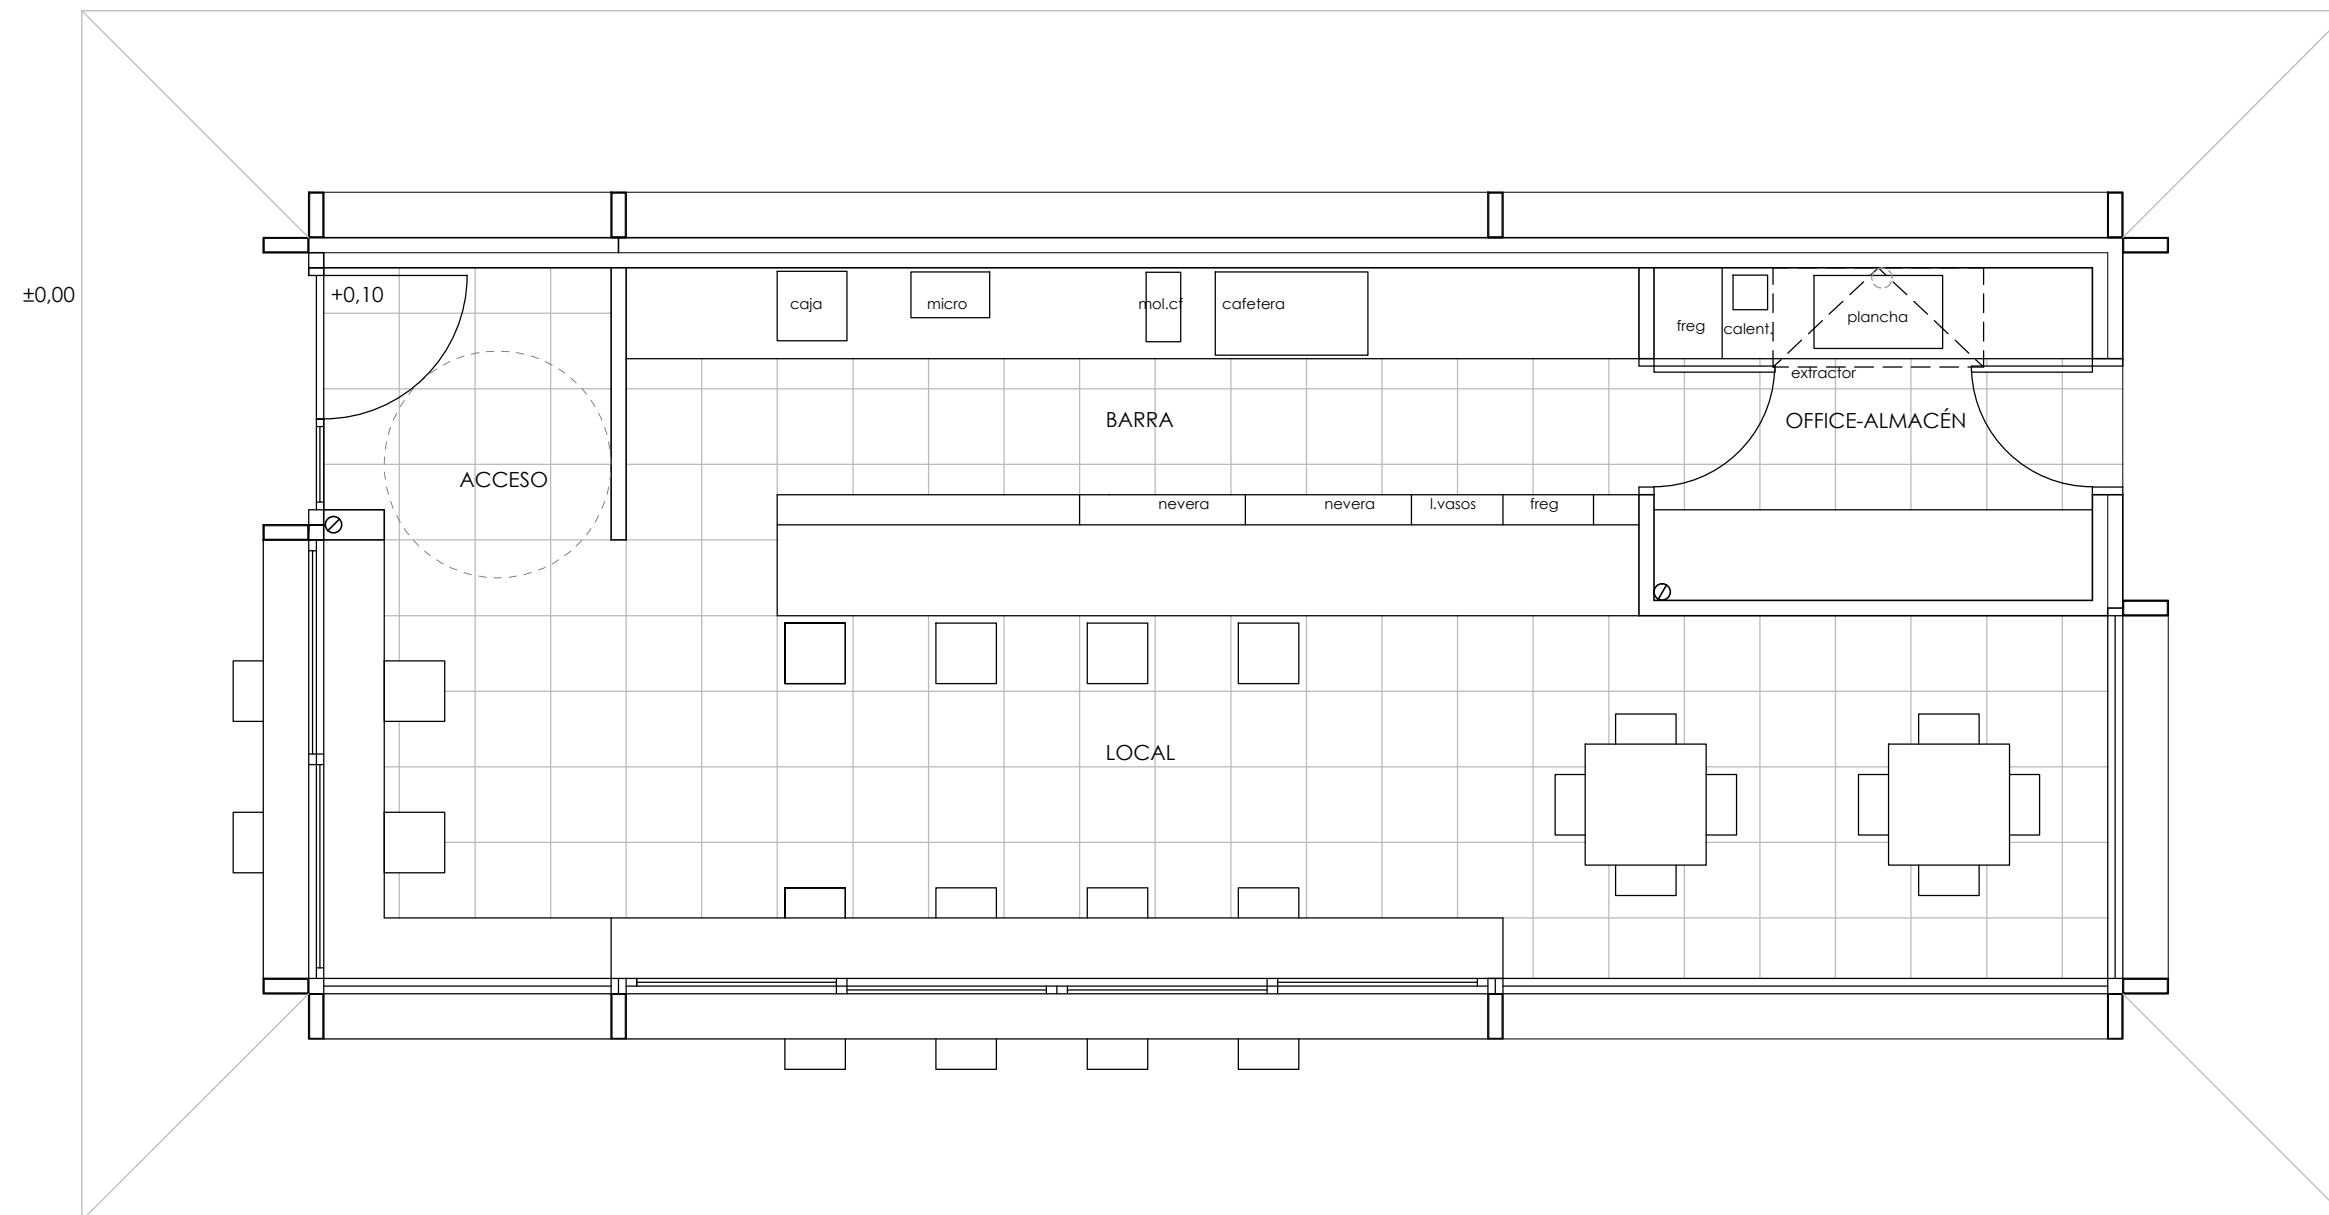 ±0,00
+0,10
caja
micro
mol.cf
cafetera
freg
calent.
plancha
extractor
BARRA
OFFICE-ALMACÉN
ACCESO
nevera
nevera
l.vasos
freg
LOCAL